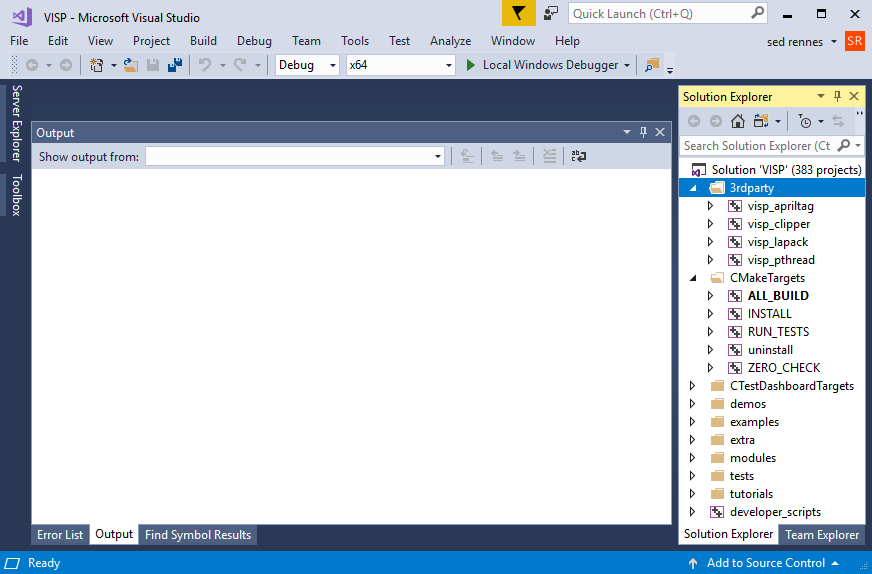 VISP - Microsoft Visual Studio
Quick Launch (Ctrl+Q)
File Edit View Project Build Debug Team Tools Test Analyze Window Help
sed rennes SR
Debug x64 Local Windows Debugger
Server Explorer
Toolbox
Output
Show output from:
Error List Output Find Symbol Results
Solution Explorer
Search Solution Explorer (Ct
Solution 'VISP' (383 projects)
3rdparty
visp_apriltag
visp_clipper
visp_lapack
visp_pthread
CMakeTargets
ALL_BUILD
INSTALL
RUN_TESTS
uninstall
ZERO_CHECK
CTestDashboardTargets
demos
examples
extra
modules
tests
tutorials
developer_scripts
Solution Explorer Team Explorer
Ready
Add to Source Control